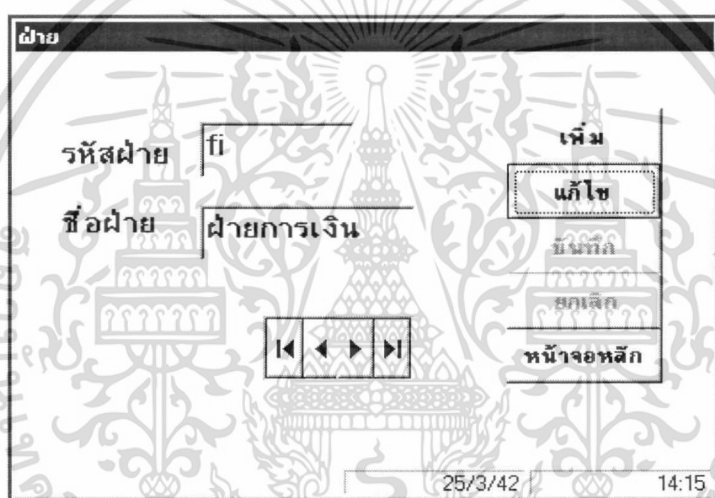 ฝ่าย
รหัสฝ่าย fi
ชื่อฝ่าย ฝ่ายการเงิน
เพิ่ม
แก้ไข
บันทึก
ยกเลิก
หน้าจอหลัก
25/3/42 14:15